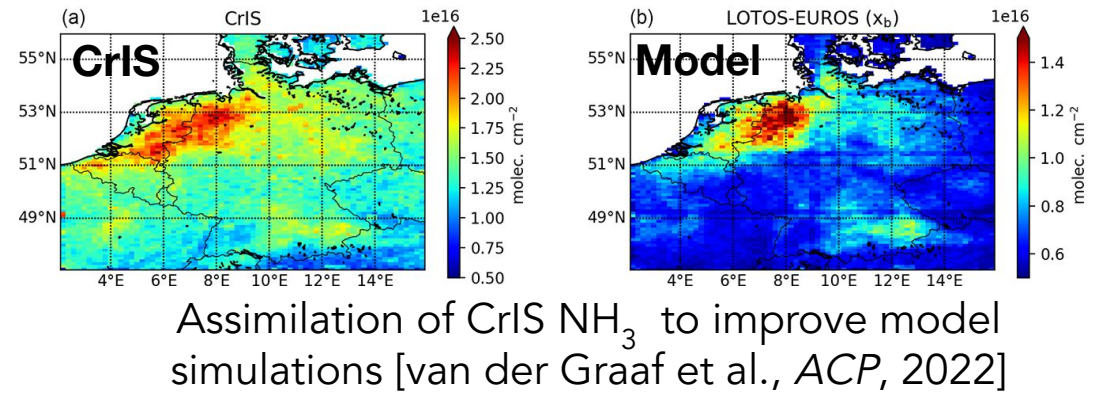 (a) CrIS 1e16
CrIS
55°N
53°N
51°N
49°N
4°E 6°E 8°E 10°E 12°E 14°E
2.50
2.25
2.00
1.75
1.50
1.25
1.00
0.75
0.50
molec. cm⁻²
(b) LOTOS-EUROS (x_b) 1e16
Model
55°N
53°N
51°N
49°N
4°E 6°E 8°E 10°E 12°E 14°E
1.4
1.2
1.0
0.8
0.6
molec. cm⁻²
Assimilation of CrIS NH₃ to improve model
simulations [van der Graaf et al., ACP, 2022]